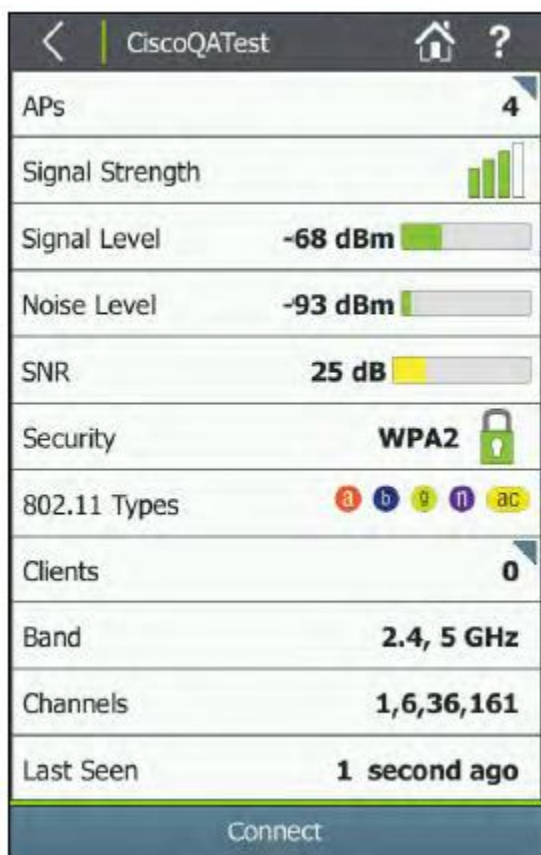 CiscoQATest ?
APs 4
Signal Strength
Signal Level -68 dBm
Noise Level -93 dBm
SNR 25 dB
Security WPA2
802.11 Types a b g n ac
Clients 0
Band 2.4, 5 GHz
Channels 1,6,36,161
Last Seen 1 second ago
Connect